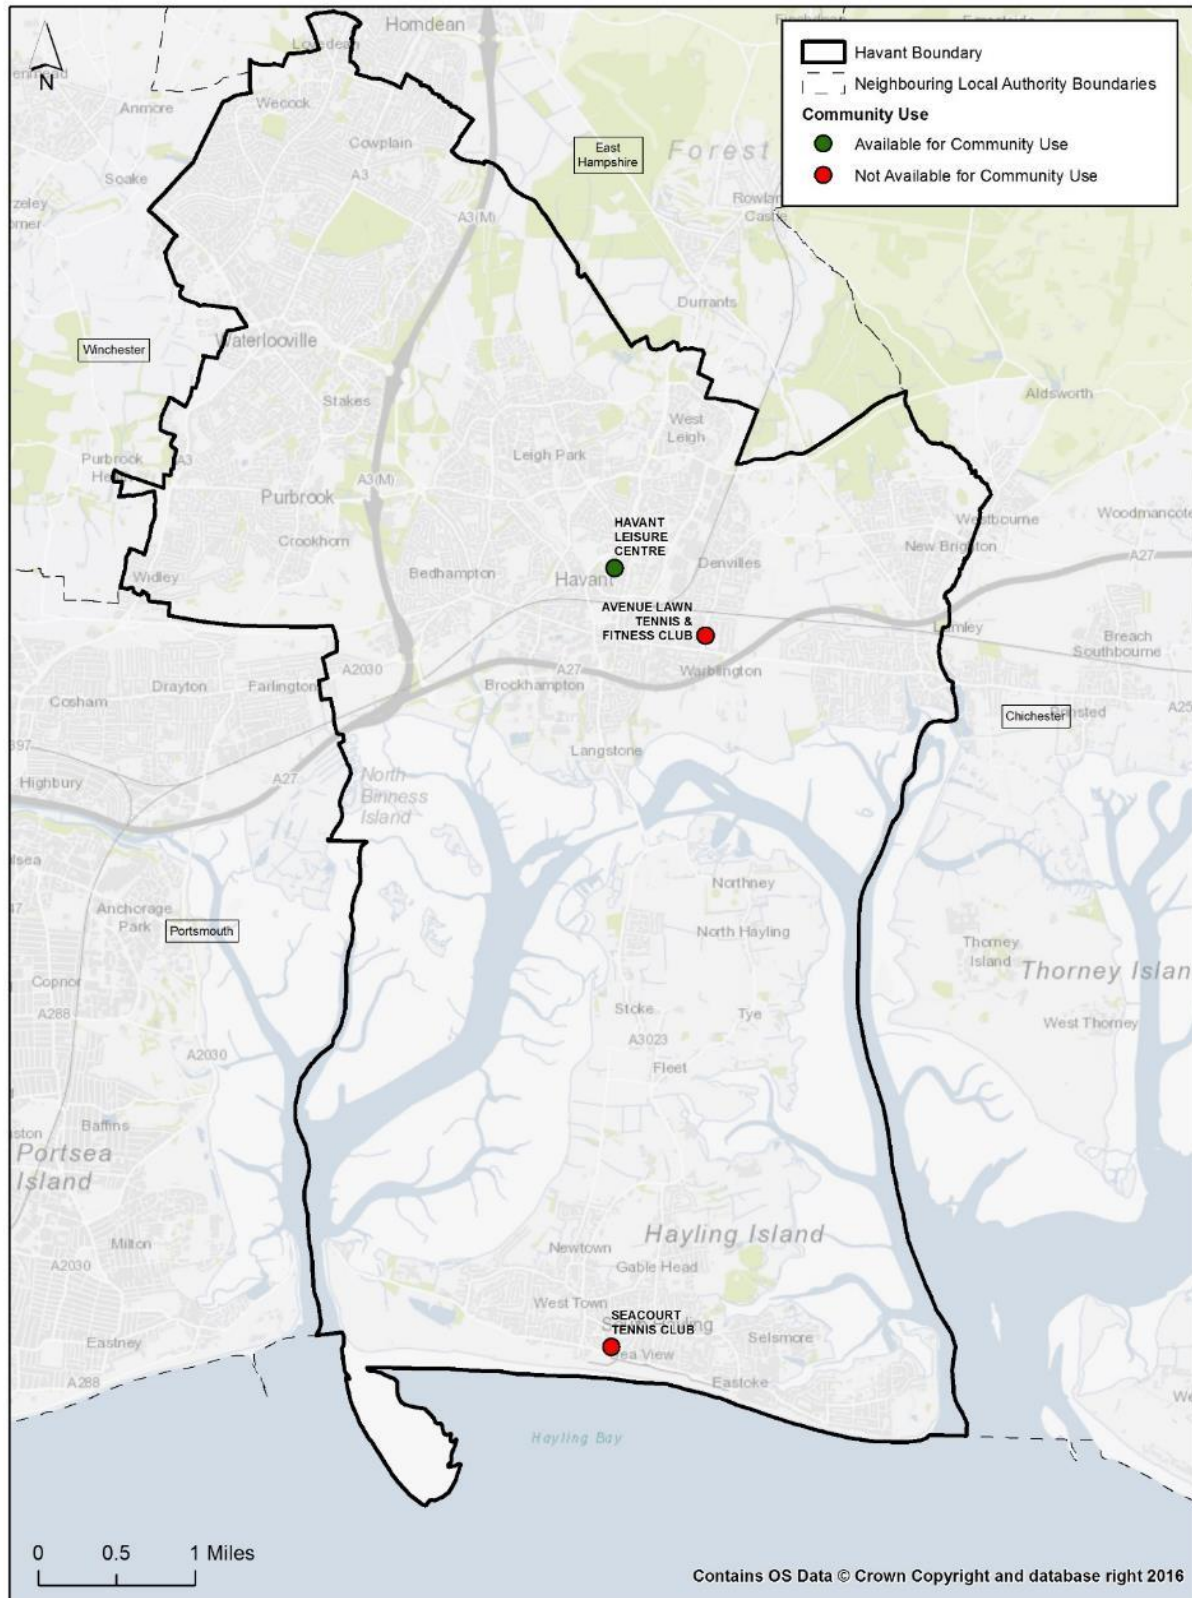 Horndean
Lovedean
N
Anmore
Wecock
Cowplain
Soake
A3
A3(M)
East
Hampshire
Forest
Havant Boundary
Neighbouring Local Authority Boundaries
Community Use
Available for Community Use
Not Available for Community Use
Durrants
Winchester
Waterlooville
Stakes
Aldsworth
West
Leigh
Leigh Park
Purbrook
A3
A3(M)
Purbrook
Crookhorn
HAVANT
LEISURE
CENTRE
Westbourne
Woodmancote
New Brighton
A27
Widley
Bedhampton
Havant
Denvilles
AVENUE LAWN
TENNIS &
FITNESS CLUB
Breach
Southbourne
A2030
A27
Warblington
Drayton
Farlington
Brockhampton
Cosham
Chichester
Langstone
A27
Highbury
North
Binness
Island
Northney
Anchorage
Park
Portsmouth
North Hayling
Thorney
Island
Thorney Islan
Copnor
A288
Stoke
Tye
West Thorney
A3023
A2030
Fleet
Baffins
Portsea
Island
Milton
Hayling Island
Newtown
Gable Head
A2030
West Town
SEACOURT
TENNIS CLUB
Selsmore
Eastney
Eastoke
A288
Hayling Bay
0 0.5 1 Miles
Contains OS Data © Crown Copyright and database right 2016